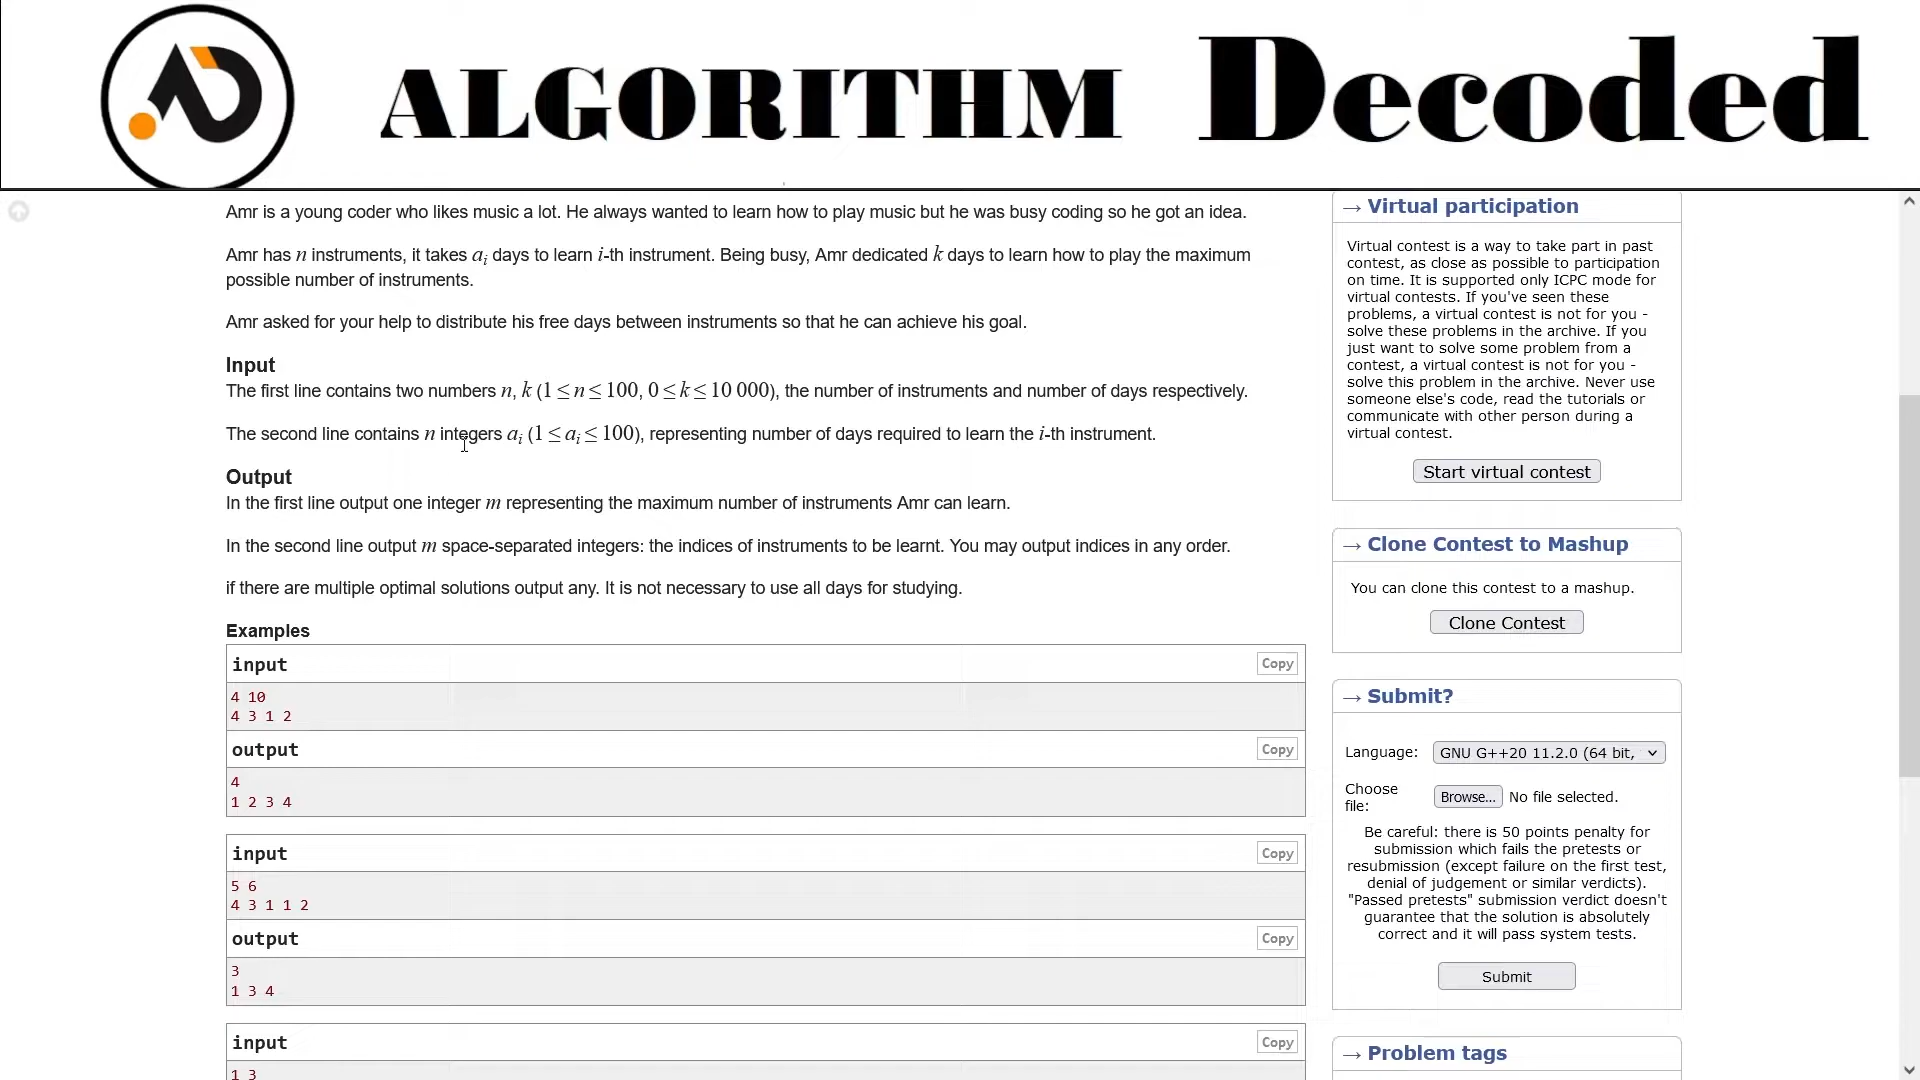 ALGORITHM Decoded
Amr is a young coder who likes music a lot. He always wanted to learn how to play music but he was busy coding so he got an idea.
Amr has n instruments, it takes aᵢ days to learn i-th instrument. Being busy, Amr dedicated k days to learn how to play the maximum
possible number of instruments.
Amr asked for your help to distribute his free days between instruments so that he can achieve his goal.
Input
The first line contains two numbers n, k (1 ≤ n ≤ 100, 0 ≤ k ≤ 10 000), the number of instruments and number of days respectively.
The second line contains n integers aᵢ (1 ≤ aᵢ ≤ 100), representing number of days required to learn the i-th instrument.
Output
In the first line output one integer m representing the maximum number of instruments Amr can learn.
In the second line output m space-separated integers: the indices of instruments to be learnt. You may output indices in any order.
if there are multiple optimal solutions output any. It is not necessary to use all days for studying.
Examples
input
Copy
4 10
4 3 1 2
output
Copy
4
1 2 3 4
input
Copy
5 6
4 3 1 1 2
output
Copy
3
1 3 4
input
Copy
1 3
→ Virtual participation
Virtual contest is a way to take part in past
contest, as close as possible to participation
on time. It is supported only ICPC mode for
virtual contests. If you've seen these
problems, a virtual contest is not for you -
solve these problems in the archive. If you
just want to solve some problem from a
contest, a virtual contest is not for you -
solve this problem in the archive. Never use
someone else's code, read the tutorials or
communicate with other person during a
virtual contest.
Start virtual contest
→ Clone Contest to Mashup
You can clone this contest to a mashup.
Clone Contest
→ Submit?
Language: GNU G++20 11.2.0 (64 bit,
Choose
file:
Browse... No file selected.
Be careful: there is 50 points penalty for
submission which fails the pretests or
resubmission (except failure on the first test,
denial of judgement or similar verdicts).
"Passed pretests" submission verdict doesn't
guarantee that the solution is absolutely
correct and it will pass system tests.
Submit
→ Problem tags